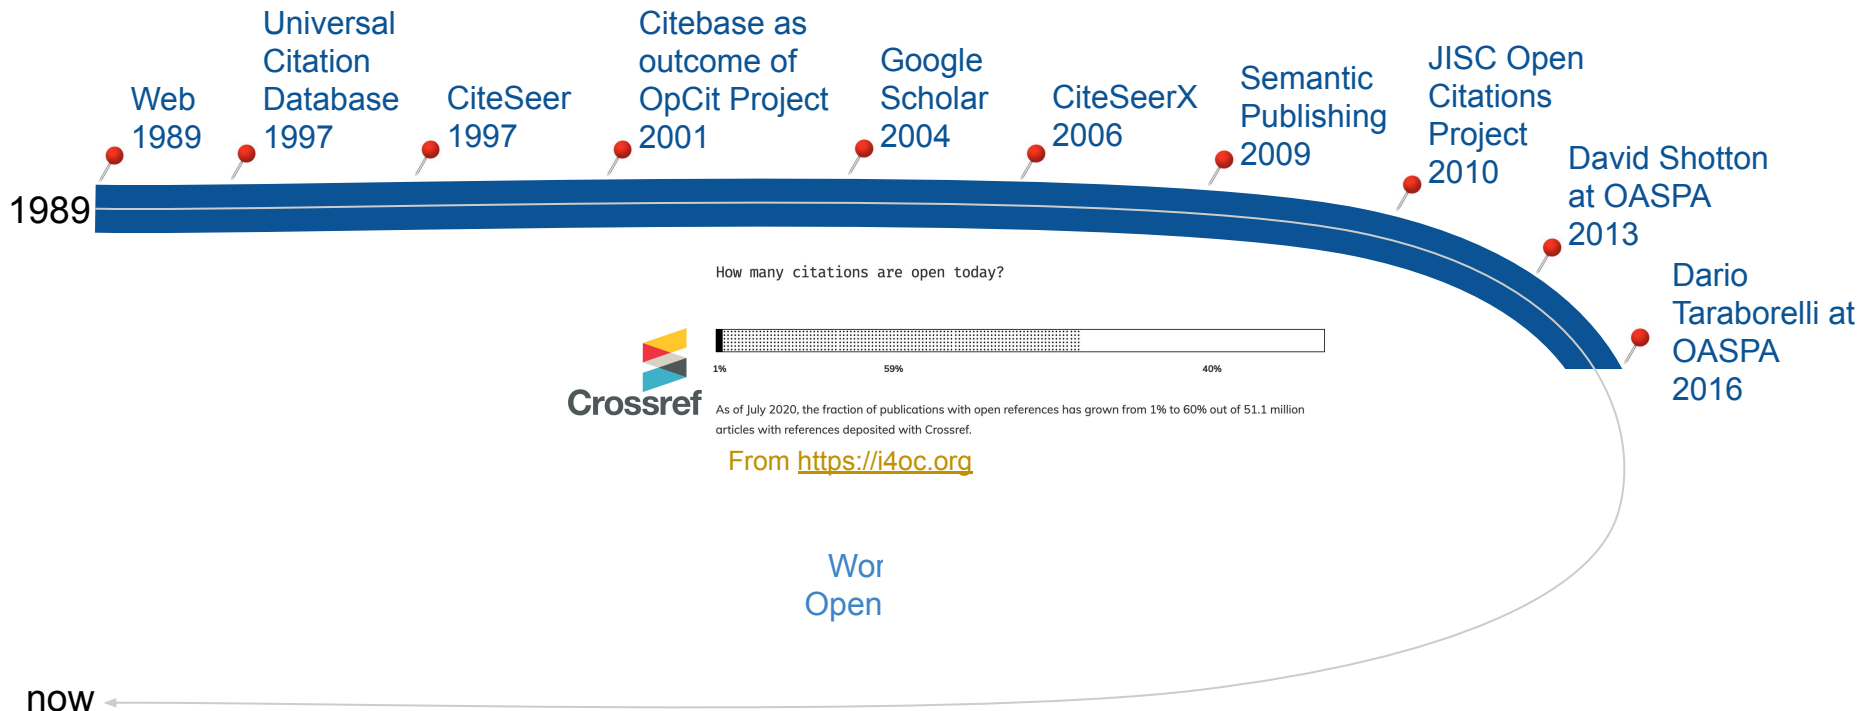 Web
1989
Universal
Citation
Database
1997
CiteSeer
1997
Citebase as
outcome of
OpCit Project
2001
Google
Scholar
2004
CiteSeerX
2006
Semantic
Publishing
2009
JISC Open
Citations
Project
2010
David Shotton
at OASPA
2013
Dario
Taraborelli at
OASPA
2016
1989
How many citations are open today?
1%
59%
40%
Crossref
As of July 2020, the fraction of publications with open references has grown from 1% to 60% out of 51.1 million
articles with references deposited with Crossref.
From https://i4oc.org
Wor
Open
now